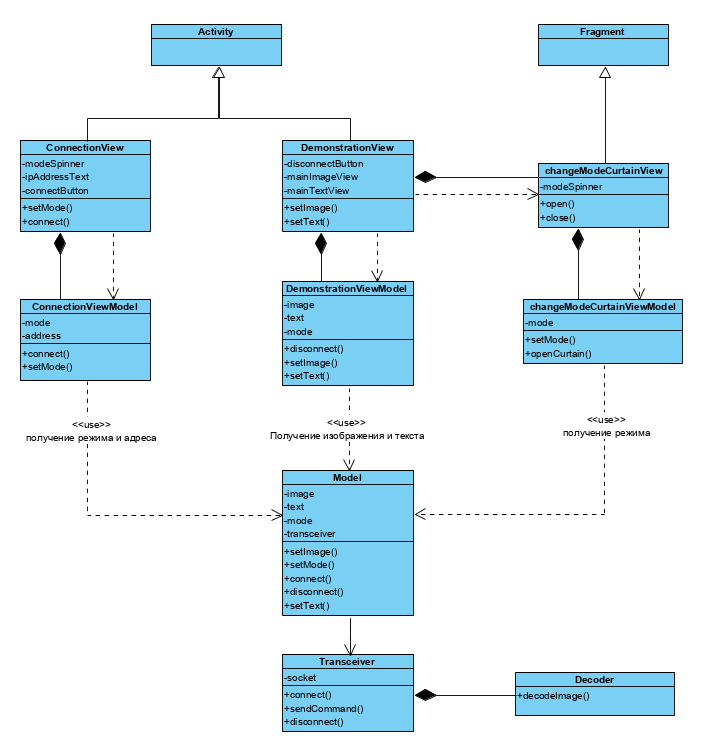 Activity
Fragment
ConnectionView
-modeSpinner
-ipAddressText
-connectButton
+setMode()
+connect()
DemonstrationView
-disconnectButton
-mainImageView
-mainTextView
+setImage()
+setText()
changeModeCurtainView
-modeSpinner
+open()
+close()
ConnectionViewModel
-mode
-address
+connect()
+setMode()
DemonstrationViewModel
-image
-text
-mode
+disconnect()
+setImage()
+setText()
changeModeCurtainViewModel
-mode
+setMode()
+openCurtain()
<<use>>
получение режима и адреса
<<use>>
Получение изображения и текста
<<use>>
получение режима
Model
-image
-text
-mode
-transceiver
+setImage()
+setMode()
+connect()
+disconnect()
+setText()
Transceiver
-socket
+connect()
+sendCommand()
+disconnect()
Decoder
+decodeImage()